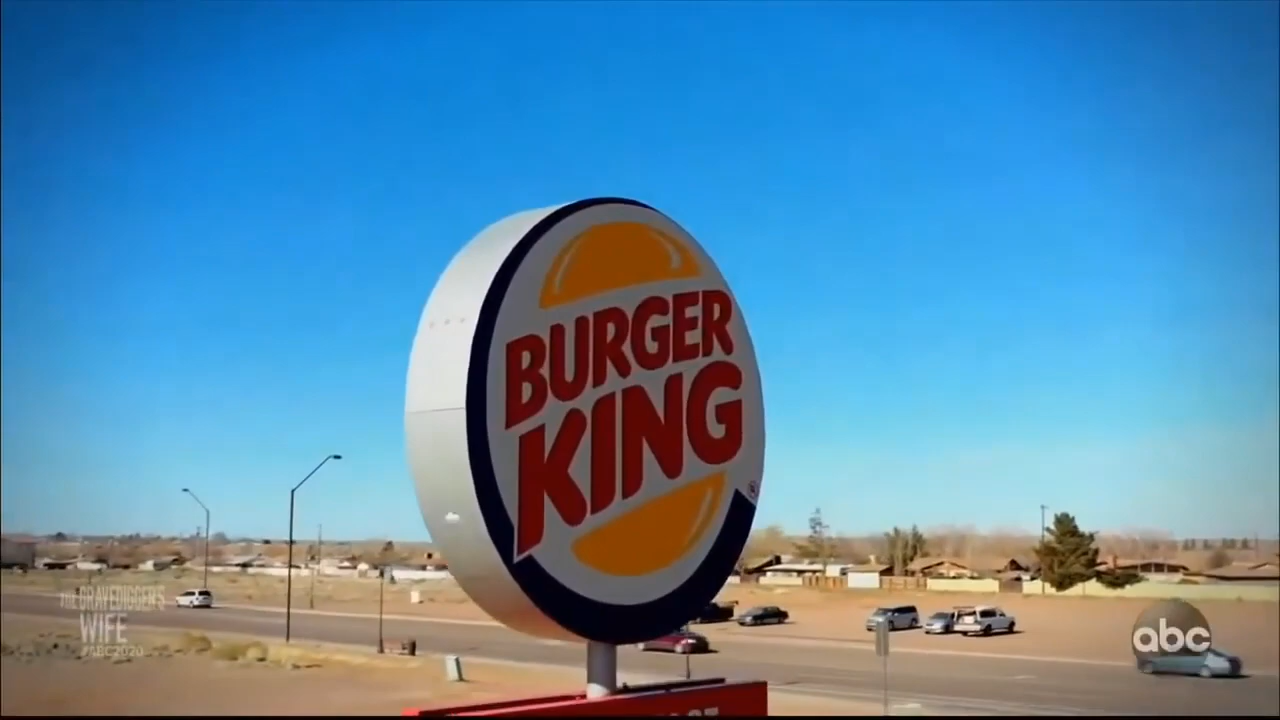 BURGER
KING
THE GRAVEDIGGER'S
WIFE
#ABC2020
abc